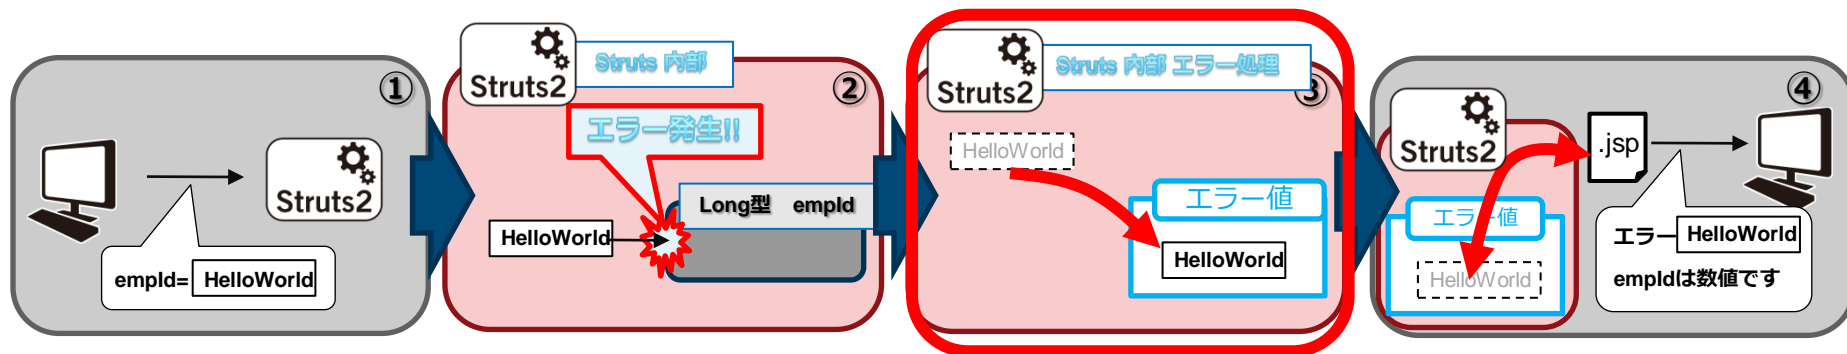 ①
Struts2
empId= HelloWorld
②
Struts2
Struts 内部
エラー発生!!
Long型 empId
HelloWorld
③
Struts2
Struts 内部 エラー処理
HelloWorld
エラー値
HelloWorld
④
Struts2
.jsp
エラー値
HelloWorld
エラー HelloWorld
empIdは数値です